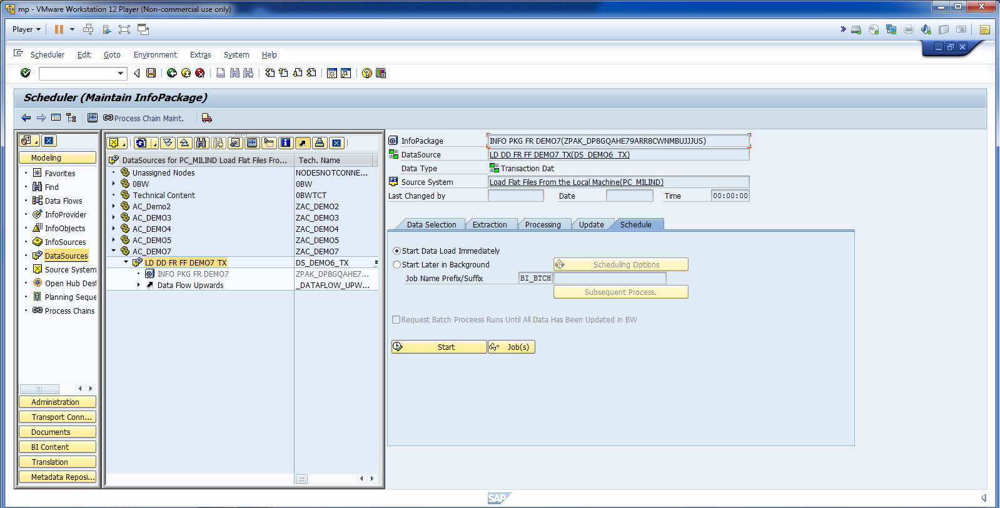 mp - VMware Workstation 12 Player (Non-commercial use only)
Player
Scheduler Edit Goto Environment Extras System Help
Scheduler (Maintain InfoPackage)
Process Chain Maint.
Modeling
Favorites
Find
Data Flows
InfoProvider
InfoObjects
InfoSources
DataSources
Source System
Open Hub Dest
Planning Seque
Process Chains
Administration
Transport Conn...
Documents
BI Content
Translation
Metadata Reposi...
DataSources for PC_MILIND Load Flat Files Fro... Tech. Name
Unassigned Nodes NODESNOTCONNE...
0BW 0BW
Technical Content 0BWTCT
AC_Demo2 ZAC_DEMO2
AC_DEMO3 ZAC_DEMO3
AC_DEMO4 ZAC_DEMO4
AC_DEMO5 ZAC_DEMO5
AC_DEMO7 ZAC_DEMO7
LD DD FR FF DEMO7 TX DS_DEMO6_TX =
INFO PKG FR DEMO7 ZPAK_DP8GQAHE7...
Data Flow Upwards _DATAFLOW_UPW...
InfoPackage INFO PKG FR DEMO7(ZPAK_DP8GQAHE79ARR8CWNMBUJJJUS)
DataSource LD DD FR FF DEMO7 TX(DS_DEMO6_TX)
Data Type Transaction Dat
Source System Load Flat Files From the Local Machine(PC_MILIND)
Last Changed by Date Time 00:00:00
Data Selection Extraction Processing Update Schedule
Start Data Load Immediately
Start Later in Background Scheduling Options
Job Name Prefix/Suffix BI_BTCH
Subsequent Process.
Request Batch Proceess Runs Until All Data Has Been Updated in BW
Start Job(s)
SAP